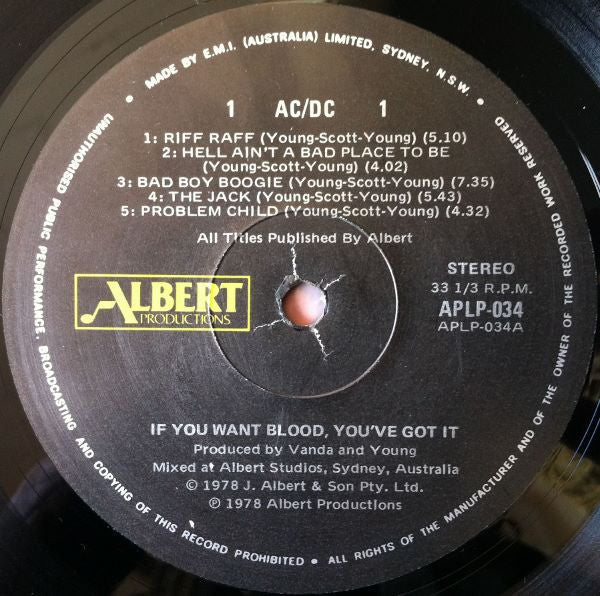 MADE BY E.M.I. (AUSTRALIA) LIMITED, SYDNEY, N.S.W.
1 AC/DC 1
1: RIFF RAFF (Young-Scott-Young) (5.10)
2: HELL AIN'T A BAD PLACE TO BE
(Young-Scott-Young) (4.02)
3: BAD BOY BOOGIE (Young-Scott-Young) (7.35)
4: THE JACK (Young-Scott-Young) (5.43)
5: PROBLEM CHILD (Young-Scott-Young) (4.32)
All Titles Published By Albert
ALBERT
PRODUCTIONS
STEREO
33 1/3 R.P.M.
APLP-034
APLP-034A
IF YOU WANT BLOOD, YOU'VE GOT IT
Produced by Vanda and Young
Mixed at Albert Studios, Sydney, Australia
© 1978 J. Albert & Son Pty. Ltd.
℗ 1978 Albert Productions
UNAUTHORISED PUBLIC PERFORMANCE, BROADCASTING AND COPYING OF THIS RECORD PROHIBITED • ALL RIGHTS OF THE MANUFACTURER AND OF THE OWNER OF THE RECORDED WORK RESERVED